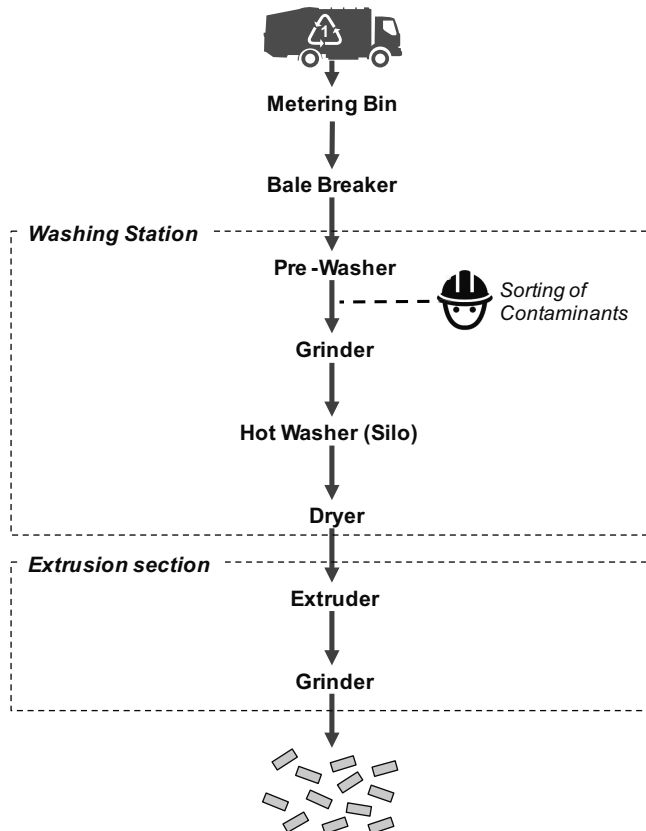 1
Metering Bin
Bale Breaker
Washing Station
Pre -Washer
Sorting of
Contaminants
Grinder
Hot Washer (Silo)
Dryer
Extrusion section
Extruder
Grinder